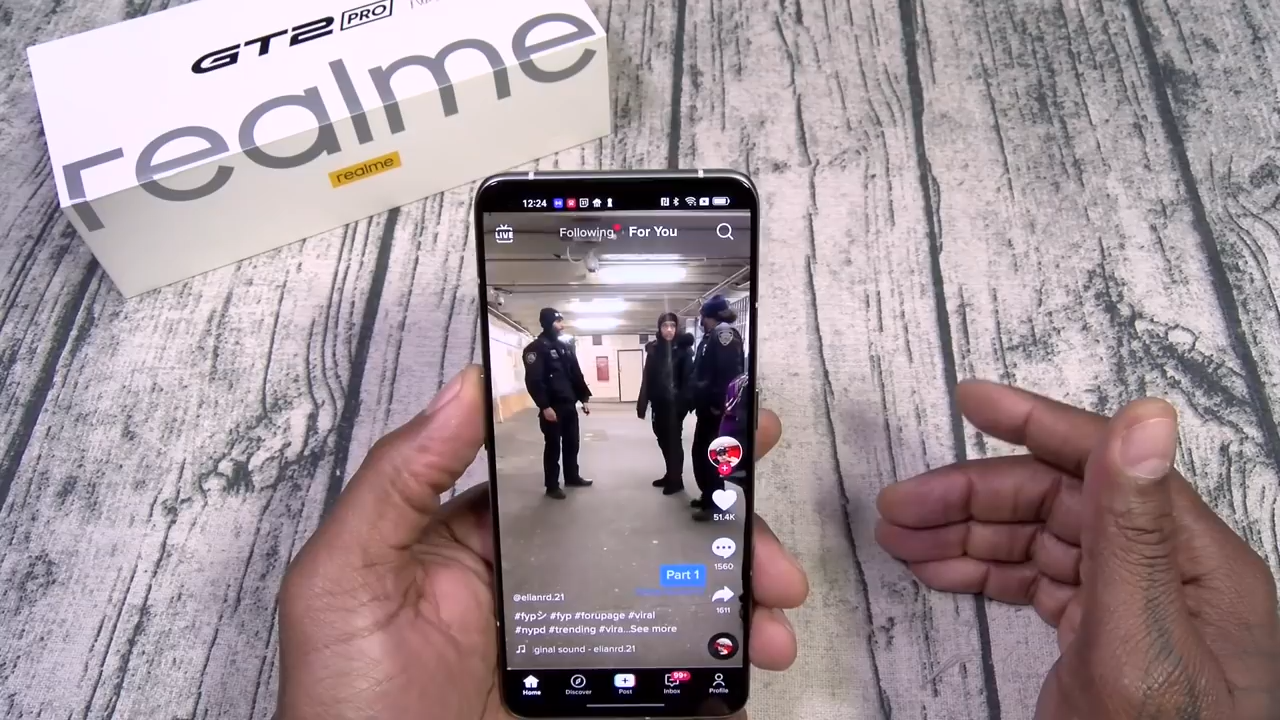 GT2 PRO
realme
realme
12:24
LIVE
Following
For You
51.4K
1560
Part 1
1611
@elianrd.21
#fypシ #fyp #forupage #viral
#nypd #trending #vira...See more
ginal sound - elianrd.21
Home
Discover
Post
99+
Inbox
Profile